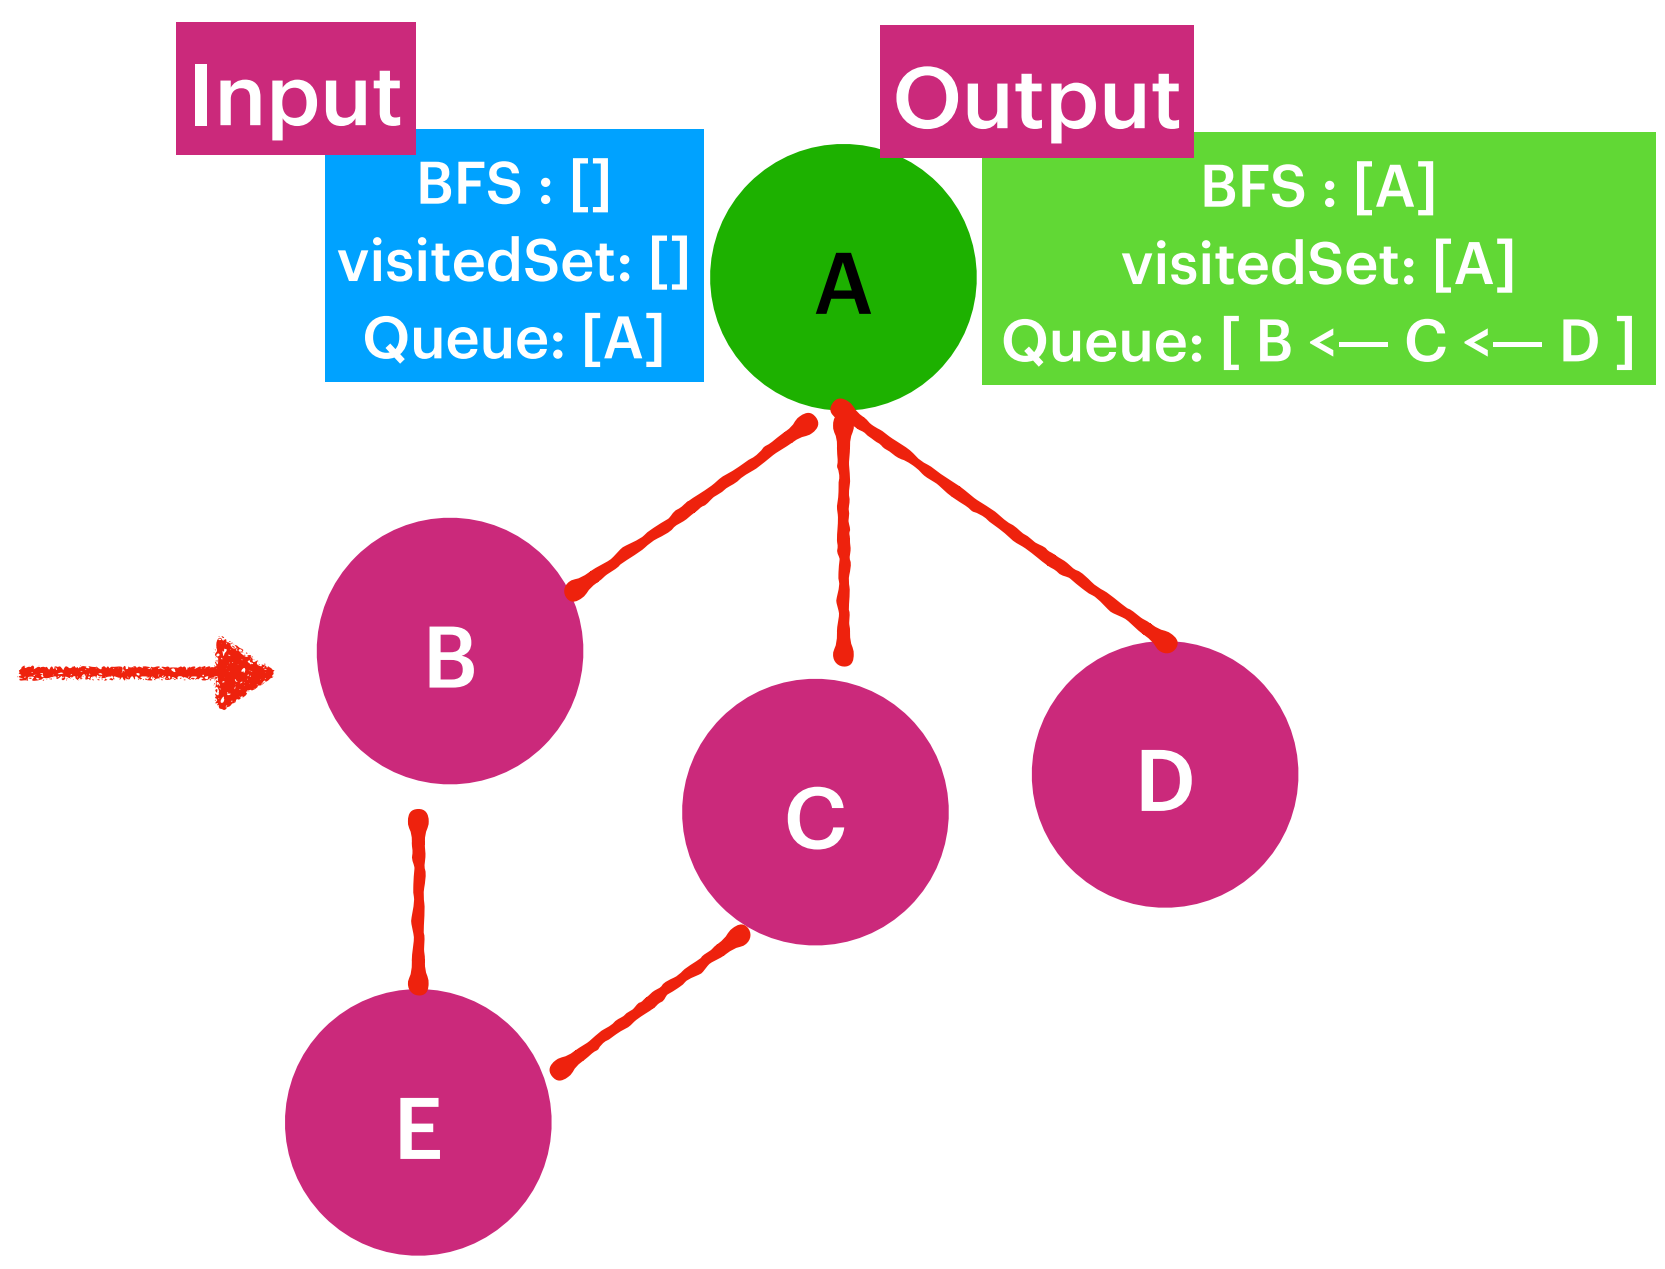 Input
BFS : []
visitedSet: []
Queue: [A]
Output
BFS : [A]
visitedSet: [A]
Queue: [ B <— C <— D ]
A
B
C
D
E